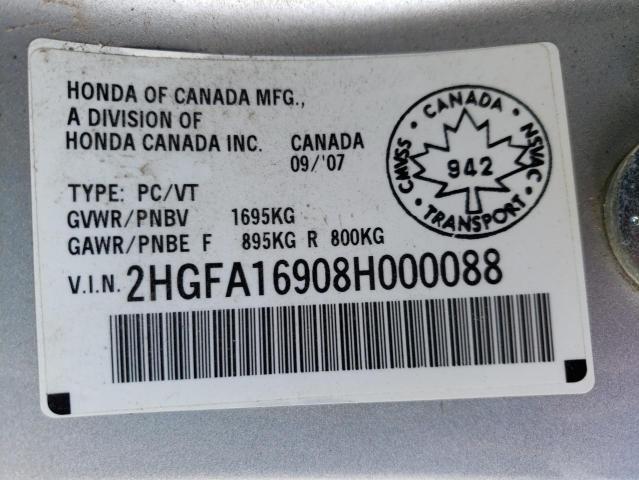 HONDA OF CANADA MFG.,
A DIVISION OF
HONDA CANADA INC. CANADA
09/'07
TYPE: PC/VT
GVWR/PNBV 1695KG
GAWR/PNBE F 895KG R 800KG
V.I.N. 2HGFA16908H000088
CMVSS · CANADA · NSVAC
942
· TRANSPORT ·